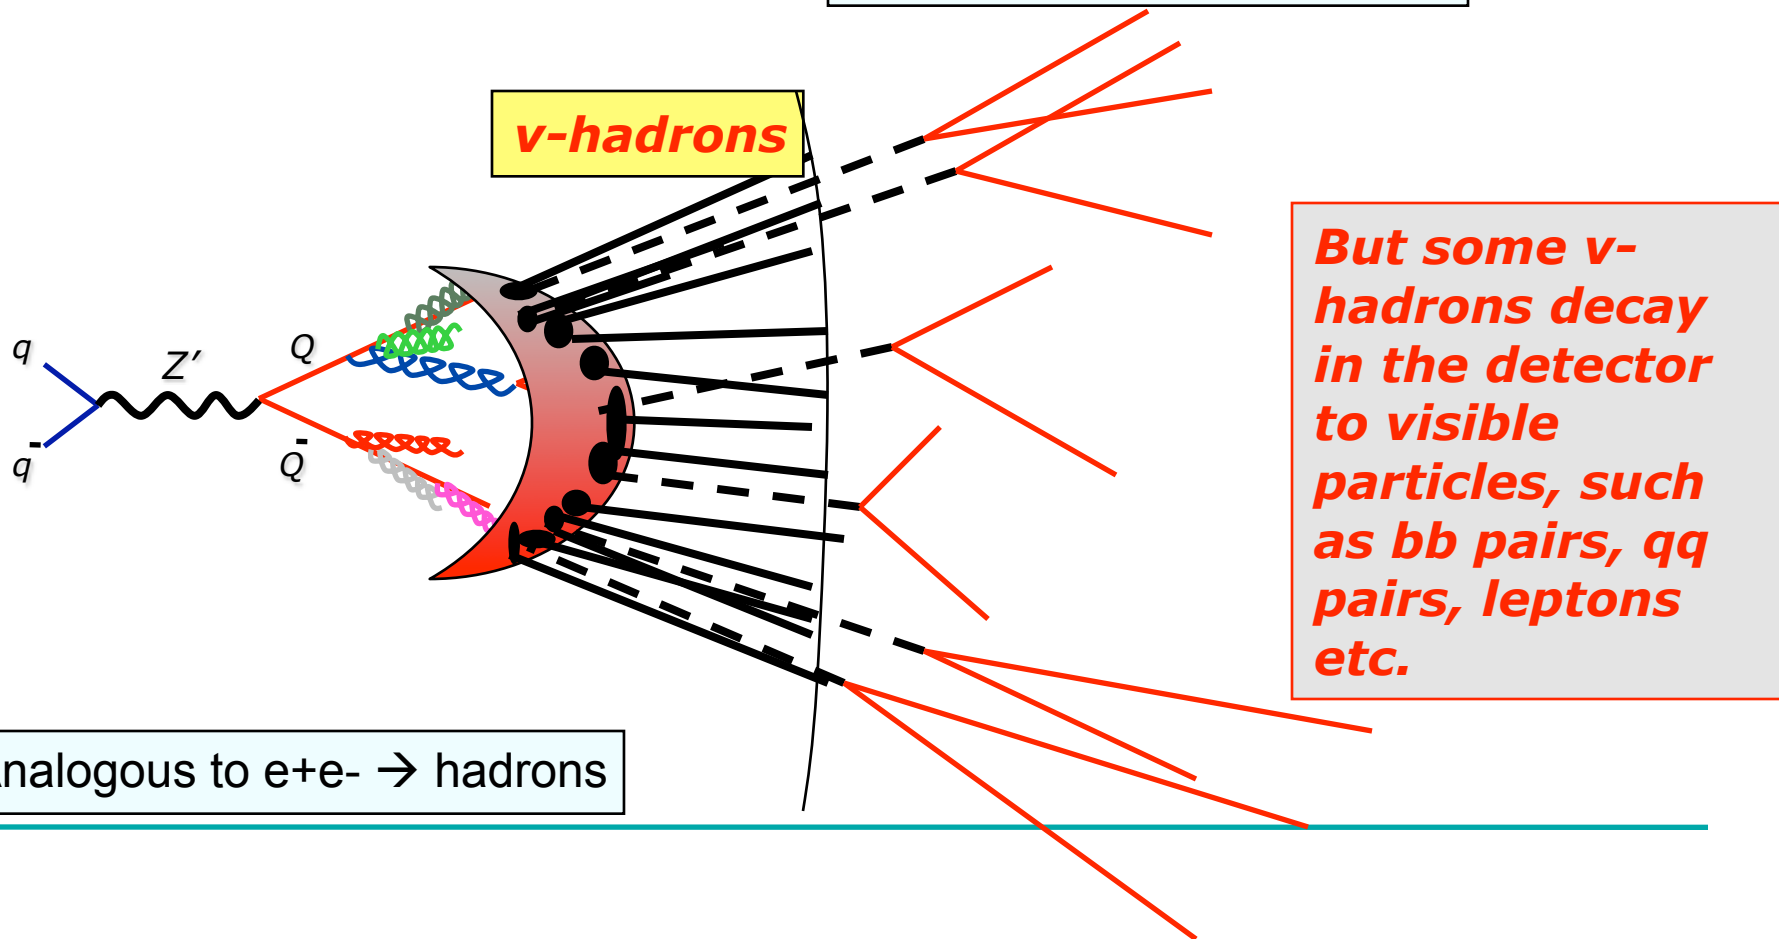 v-hadrons
q
Z′
Q
q̄
Q̄
But some v-
hadrons decay
in the detector
to visible
particles, such
as bb pairs, qq
pairs, leptons
etc.
nalogous to e+e- → hadrons